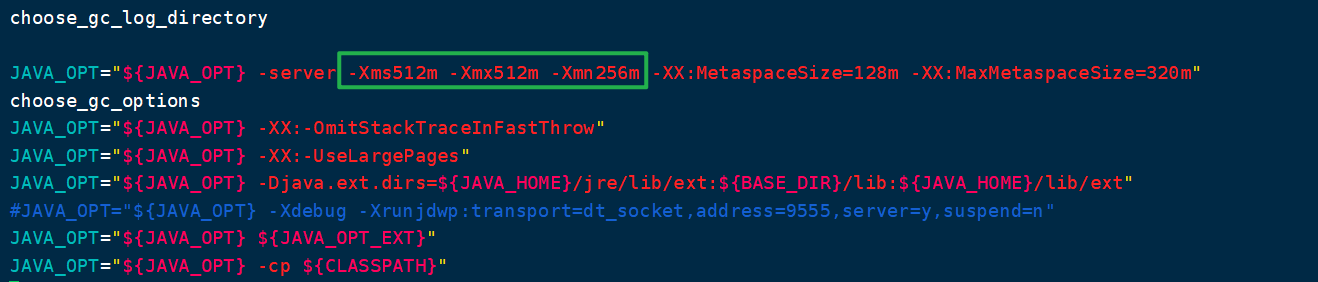 choose_gc_log_directory
JAVA_OPT="${JAVA_OPT} -server -Xms512m -Xmx512m -Xmn256m -XX:MetaspaceSize=128m -XX:MaxMetaspaceSize=320m"
choose_gc_options
JAVA_OPT="${JAVA_OPT} -XX:-OmitStackTraceInFastThrow"
JAVA_OPT="${JAVA_OPT} -XX:-UseLargePages"
JAVA_OPT="${JAVA_OPT} -Djava.ext.dirs=${JAVA_HOME}/jre/lib/ext:${BASE_DIR}/lib:${JAVA_HOME}/lib/ext"
#JAVA_OPT="${JAVA_OPT} -Xdebug -Xrunjdwp:transport=dt_socket,address=9555,server=y,suspend=n"
JAVA_OPT="${JAVA_OPT} ${JAVA_OPT_EXT}"
JAVA_OPT="${JAVA_OPT} -cp ${CLASSPATH}"